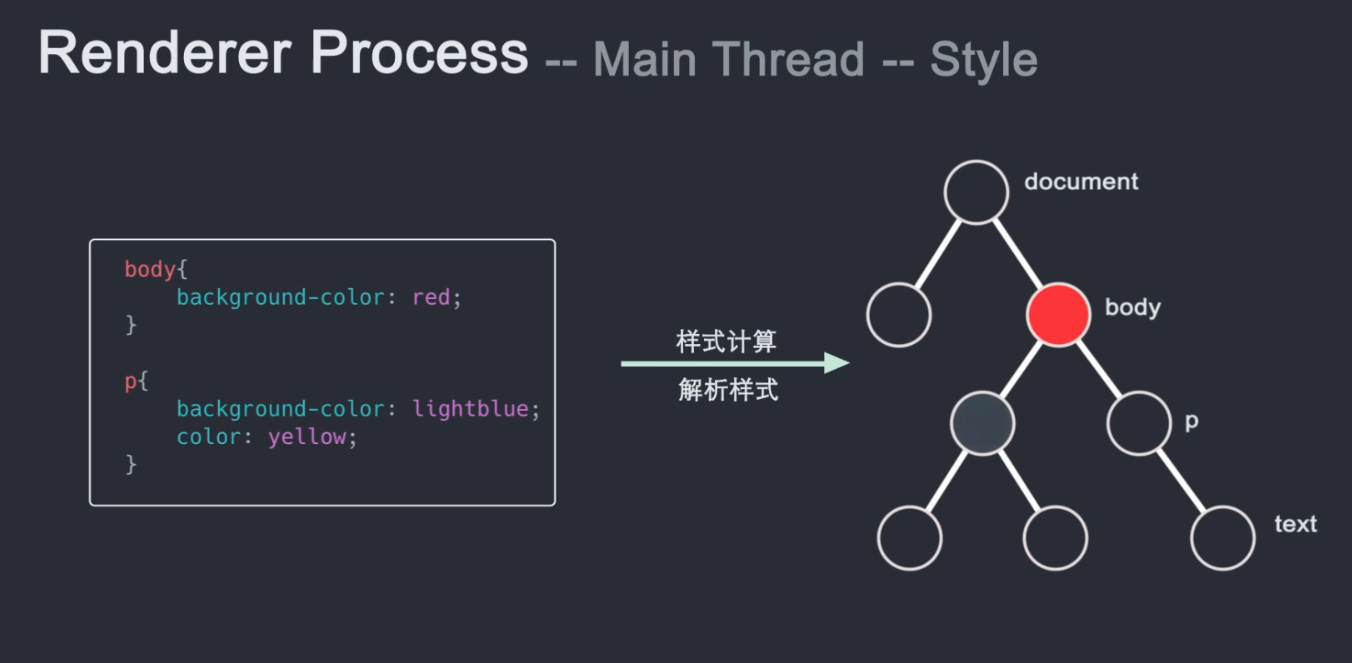 Renderer Process -- Main Thread -- Style
body{
    background-color: red;
}
p{
    background-color: lightblue;
    color: yellow;
}
样式计算
解析样式
document
body
p
text